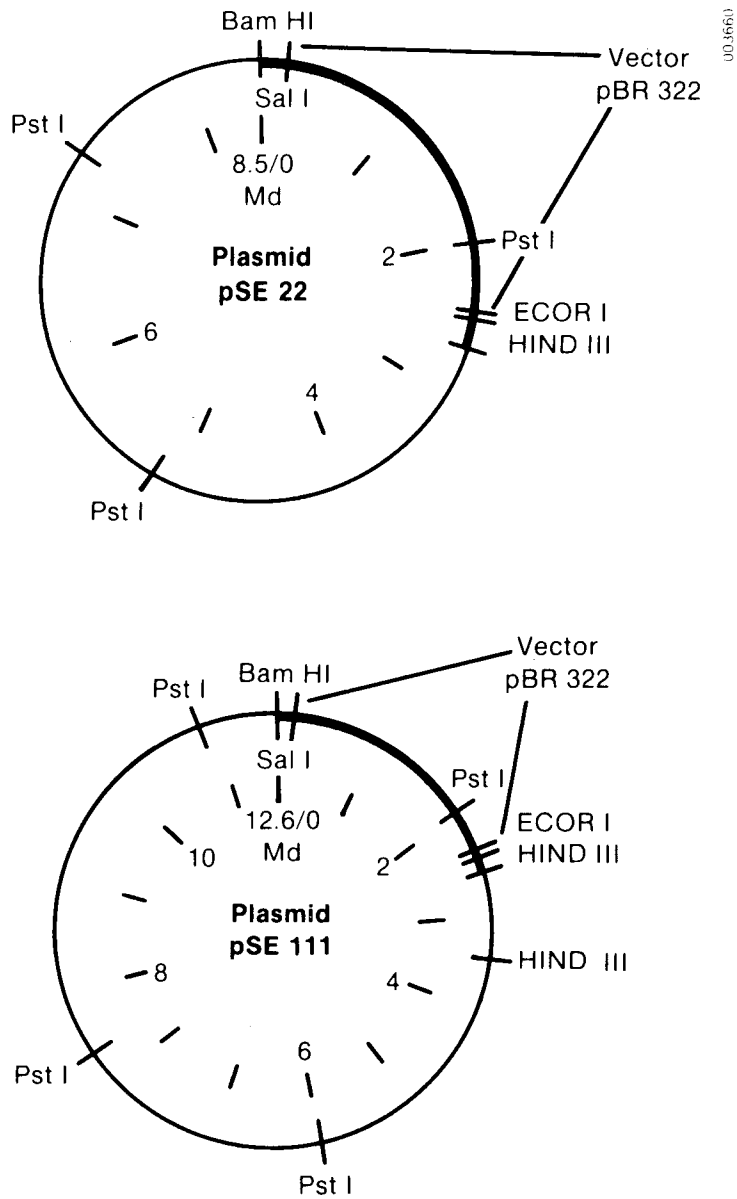 003660
Bam HI
Vector
pBR 322
Sal I
Pst I
8.5/0
Md
Pst I
2
Plasmid
pSE 22
ECOR I
HIND III
6
4
Pst I
Vector
pBR 322
Bam HI
Pst I
Sal I
Pst I
12.6/0
Md
ECOR I
HIND III
10
2
Plasmid
pSE 111
HIND III
8
4
6
Pst I
Pst I